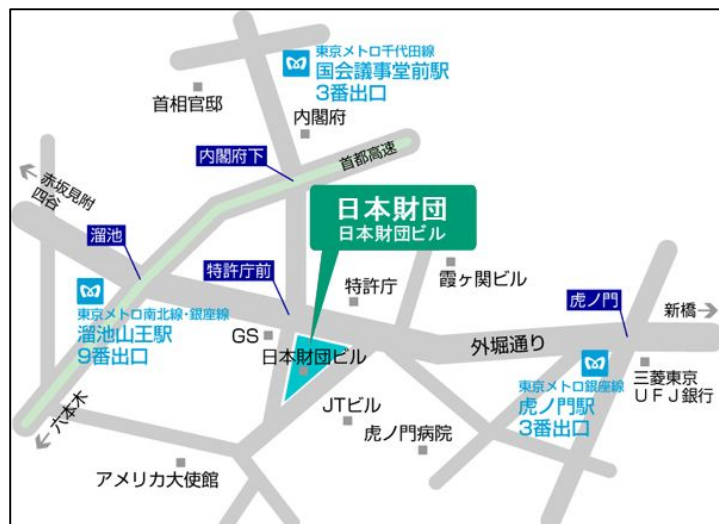 東京メトロ千代田線
国会議事堂前駅
3番出口
首相官邸
内閣府
内閣府下
首都高速
赤坂見附
四谷
日本財団
日本財団ビル
溜池
特許庁前
特許庁
霞ヶ関ビル
虎ノ門
新橋
東京メトロ南北線・銀座線
溜池山王駅
9番出口
GS
日本財団ビル
外堀通り
三菱東京
UFJ銀行
東京メトロ銀座線
虎ノ門駅
3番出口
JTビル
虎ノ門病院
六本木
アメリカ大使館